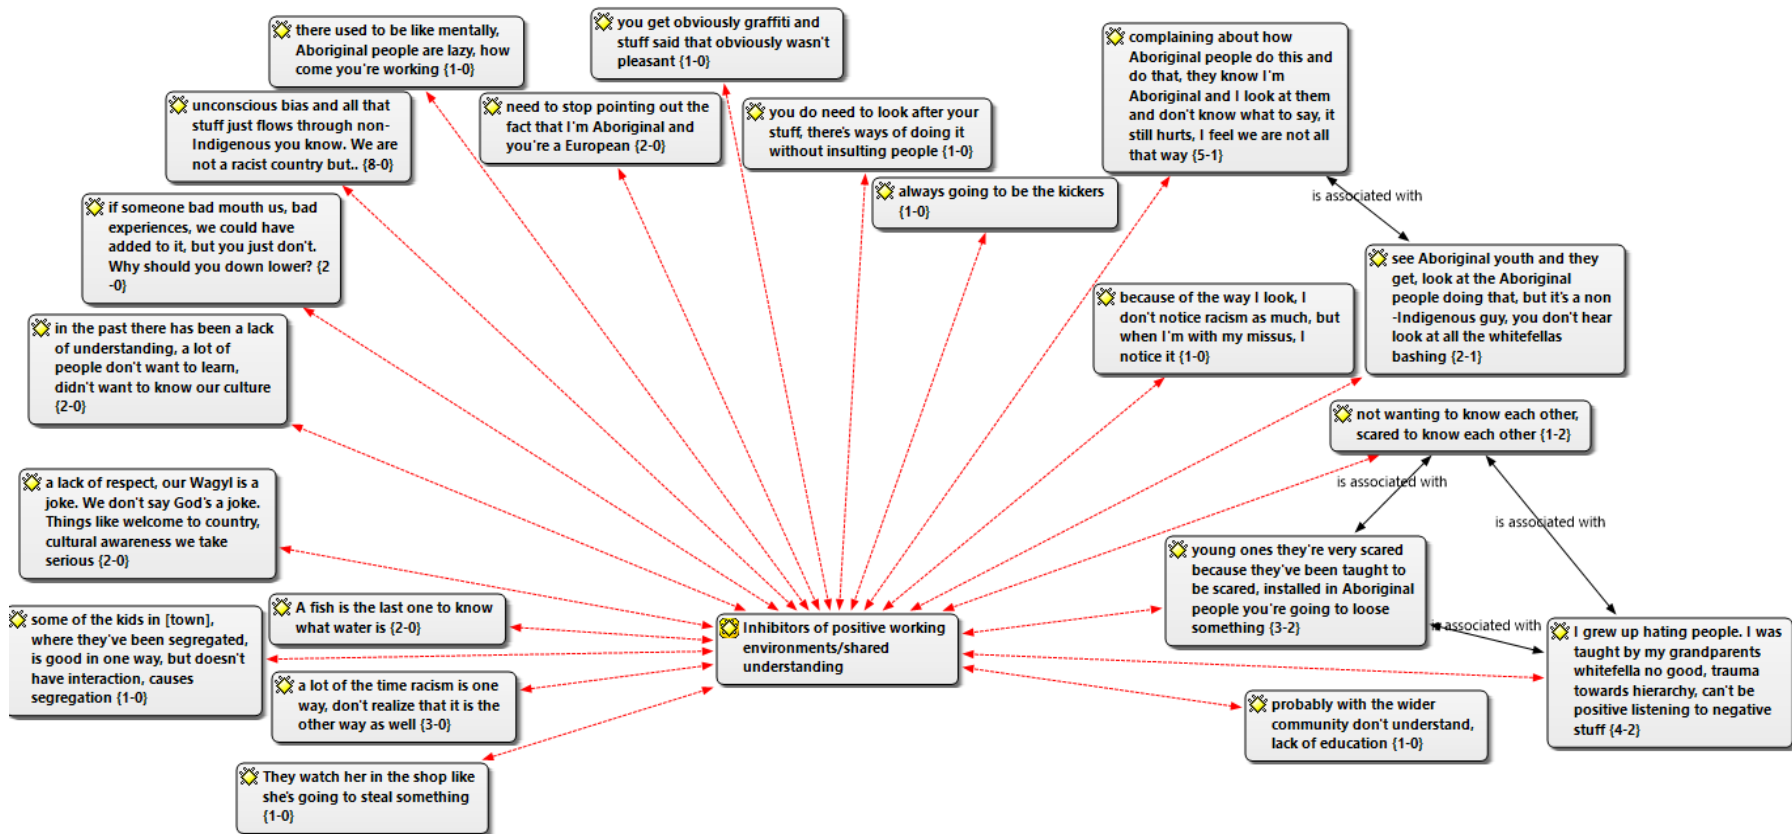 there used to be like mentally,
Aboriginal people are lazy, how
come you're working {1-0}
you get obviously graffiti and
stuff said that obviously wasn't
pleasant {1-0}
complaining about how
Aboriginal people do this and
do that, they know I'm
Aboriginal and I look at them
and don't know what to say, it
still hurts, I feel we are not all
that way {5-1}
unconscious bias and all that
stuff just flows through non-
Indigenous you know. We are
not a racist country but.. {8-0}
need to stop pointing out the
fact that I'm Aboriginal and
you're a European {2-0}
you do need to look after your
stuff, there's ways of doing it
without insulting people {1-0}
always going to be the kickers
{1-0}
is associated with
if someone bad mouth us, bad
experiences, we could have
added to it, but you just don't.
Why should you down lower? {2
-0}
see Aboriginal youth and they
get, look at the Aboriginal
people doing that, but it's a non
-Indigenous guy, you don't hear
look at all the whitefellas
bashing {2-1}
because of the way I look, I
don't notice racism as much, but
when I'm with my missus, I
notice it {1-0}
in the past there has been a lack
of understanding, a lot of
people don't want to learn,
didn't want to know our culture
{2-0}
not wanting to know each other,
scared to know each other {1-2}
is associated with
is associated with
a lack of respect, our Wagyl is a
joke. We don't say God's a joke.
Things like welcome to country,
cultural awareness we take
serious {2-0}
young ones they're very scared
because they've been taught to
be scared, installed in Aboriginal
people you're going to loose
something {3-2}
is associated with
A fish is the last one to know
what water is {2-0}
some of the kids in [town],
where they've been segregated,
is good in one way, but doesn't
have interaction, causes
segregation {1-0}
Inhibitors of positive working
environments/shared
understanding
I grew up hating people. I was
taught by my grandparents
whitefella no good, trauma
towards hierarchy, can't be
positive listening to negative
stuff {4-2}
a lot of the time racism is one
way, don't realize that it is the
other way as well {3-0}
probably with the wider
community don't understand,
lack of education {1-0}
They watch her in the shop like
she's going to steal something
{1-0}